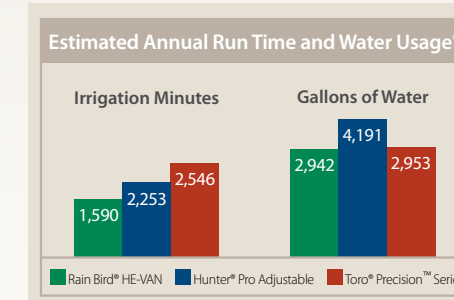 Estimated Annual Run Time and Water Usage
Irrigation Minutes
Gallons of Water
1,590
2,253
2,546
2,942
4,191
2,953
Rain Bird® HE-VAN
Hunter® Pro Adjustable
Toro® Precision™